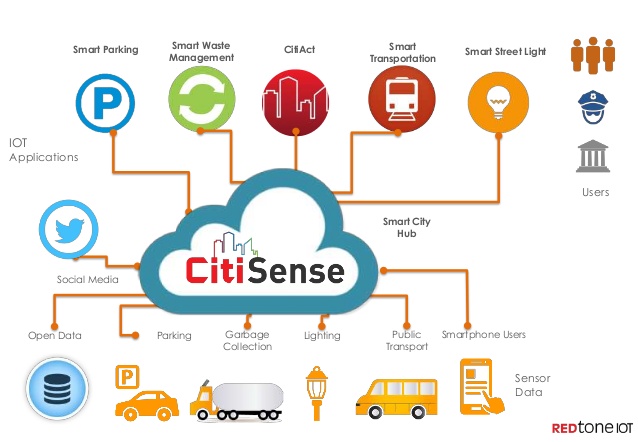 Smart Parking
Smart Waste
Management
CitiAct
Smart
Transportation
Smart Street Light
P
IOT
Applications
Users
Smart City
Hub
CitiSense
Social Media
Open Data
Parking
Garbage
Collection
Lighting
Public
Transport
Smartphone Users
P
Sensor
Data
REDtone IOT